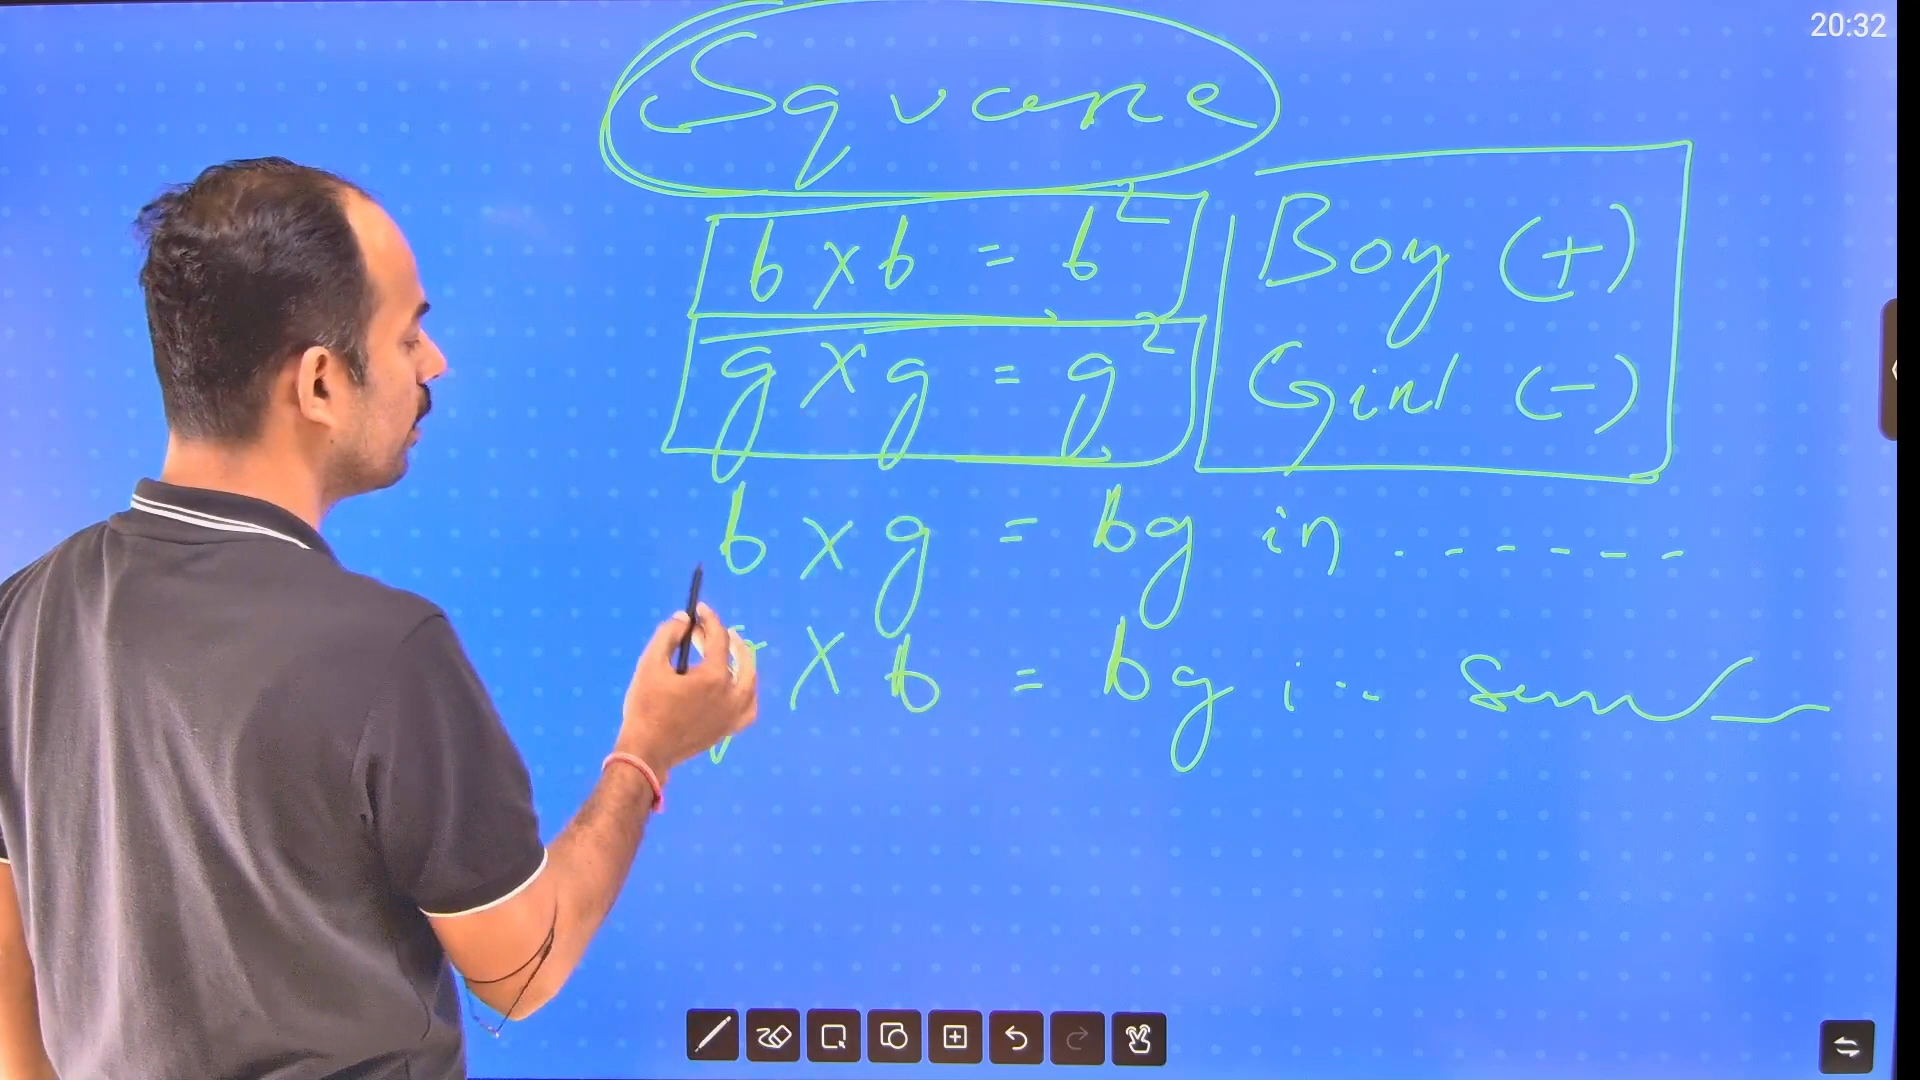 20:32
Square
b x b = b²
g x g = g²
Boy (+)
Girl (-)
b x g = bg in ------
x b = bg i--